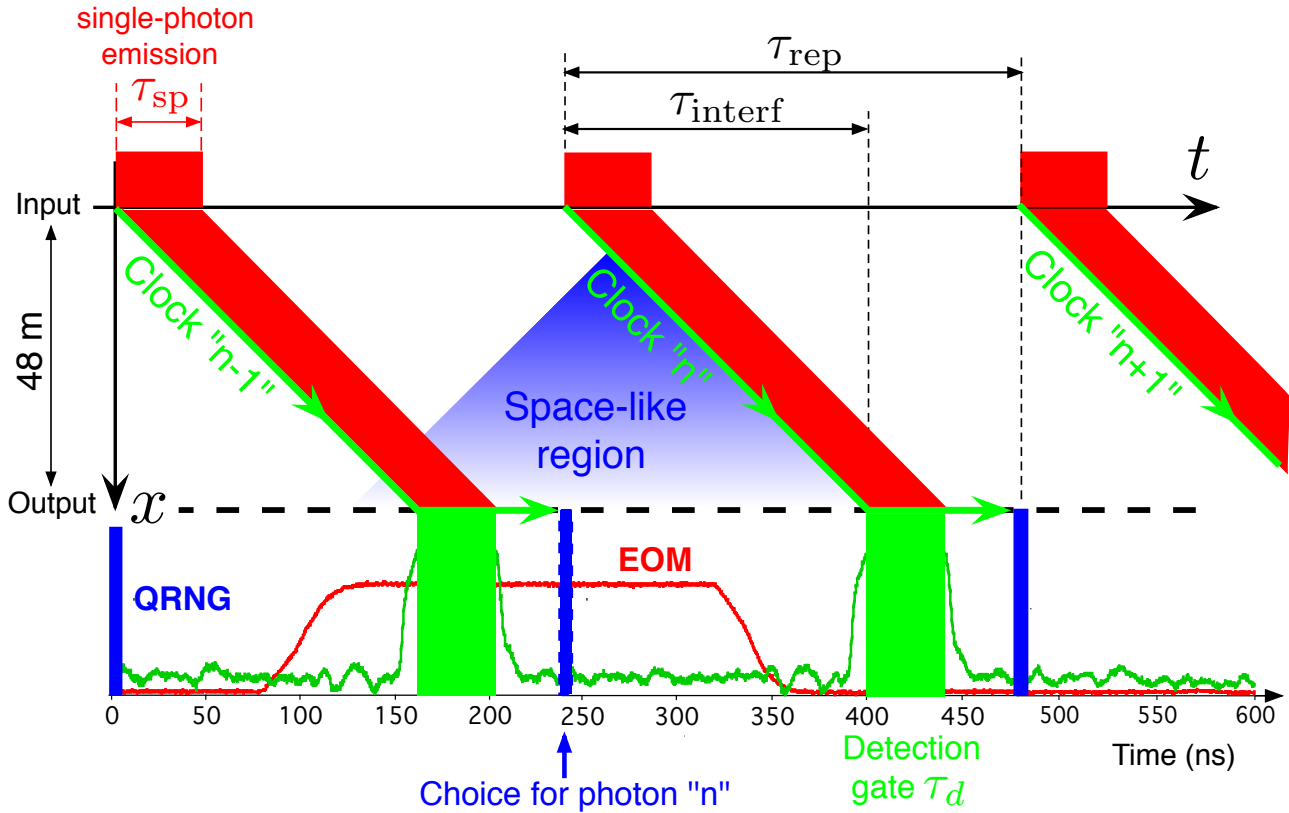 single-photon
emission
τsp
τrep
τinterf
t
Input
Clock "n-1"
Clock "n"
Clock "n+1"
48 m
Space-like
region
Output
x
QRNG
EOM
0 50 100 150 200 250 300 350 400 450 500 550 600
Time (ns)
Choice for photon "n"
Detection
gate τd